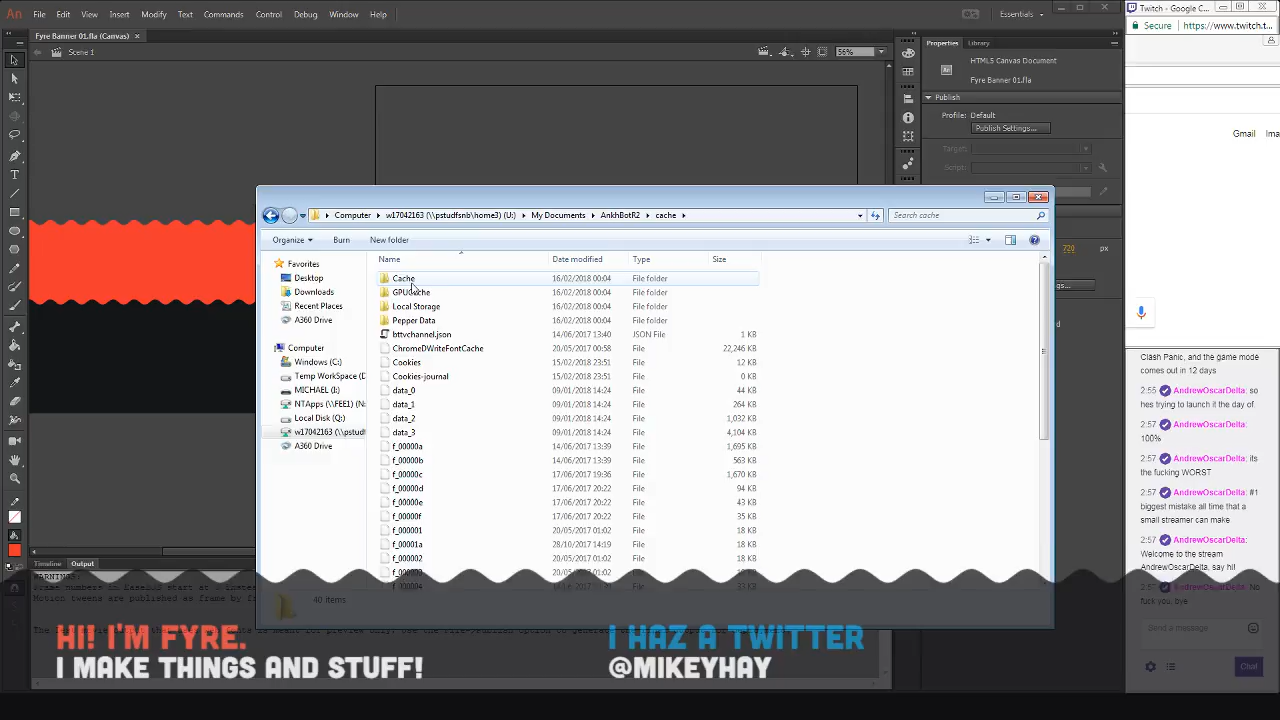 An
File
Edit
View
Insert
Modify
Text
Commands
Control
Debug
Window
Help
Essentials
Fyre Banner 01.fla (Canvas)
Scene 1
56%
Properties
Library
HTML5 Canvas Document
Fyre Banner 01.fla
Publish
Profile: Default
Publish Settings...
Target:
Script:
720
px
Computer
w17042163 (\\pstudfsnb\home3) (U:)
My Documents
AnkhBotR2
cache
Search cache
Organize
Burn
New folder
Name
Date modified
Type
Size
Favorites
Desktop
Downloads
Recent Places
A360 Drive
Computer
Windows (C:)
Temp WorkSpace (D
MICHAEL (I:)
NTApps (\\FEE1) (N:
Local Disk (Q:)
w17042163 (\\pstudf
A360 Drive
Cache 16/02/2018 00:04 File folder
GPUCache 16/02/2018 00:04 File folder
Local Storage 16/02/2018 00:04 File folder
Pepper Data 16/02/2018 00:04 File folder
bttvchannel.json 14/06/2017 13:40 JSON File 1 KB
ChromeDWriteFontCache 20/05/2017 00:58 File 22,246 KB
Cookies 15/02/2018 23:51 File 12 KB
Cookies-journal 15/02/2018 23:51 File 0 KB
data_0 09/01/2018 14:24 File 44 KB
data_1 09/01/2018 14:24 File 264 KB
data_2 09/01/2018 14:24 File 1,032 KB
data_3 09/01/2018 14:24 File 4,104 KB
f_00000a 14/06/2017 13:39 File 1,695 KB
f_00000b 14/06/2017 13:39 File 563 KB
f_00000c 17/06/2017 19:36 File 1,670 KB
f_00000d 17/06/2017 20:22 File 94 KB
f_00000e 17/06/2017 20:22 File 43 KB
f_00000f 17/06/2017 20:22 File 35 KB
f_000001 20/05/2017 01:02 File 18 KB
f_00001a 28/10/2017 14:19 File 18 KB
f_000002 20/05/2017 01:02 File 18 KB
40 items
Timeline
Output
WARNINGS:
HI! I'M FYRE.
I MAKE THINGS AND STUFF!
I HAZ A TWITTER
@MIKEYHAY
Twitch - Google C...
Secure
https://www.twitch.t...
Gmail
Ima
Clash Panic, and the game mode
comes out in 12 days
2:55 AndrewOscarDelta: so
hes trying to launch it the day of.
2:57 AndrewOscarDelta:
100%
2:57 AndrewOscarDelta: its
the fucking WORST
2:57 AndrewOscarDelta: #1
biggest mistake all time that a
small streamer can make
2:57 AndrewOscarDelta:
Welcome to the stream
AndrewOscarDelta, say hi!
2:57 AndrewOscarDelta: No
fuck you, bye
Send a message
Chat